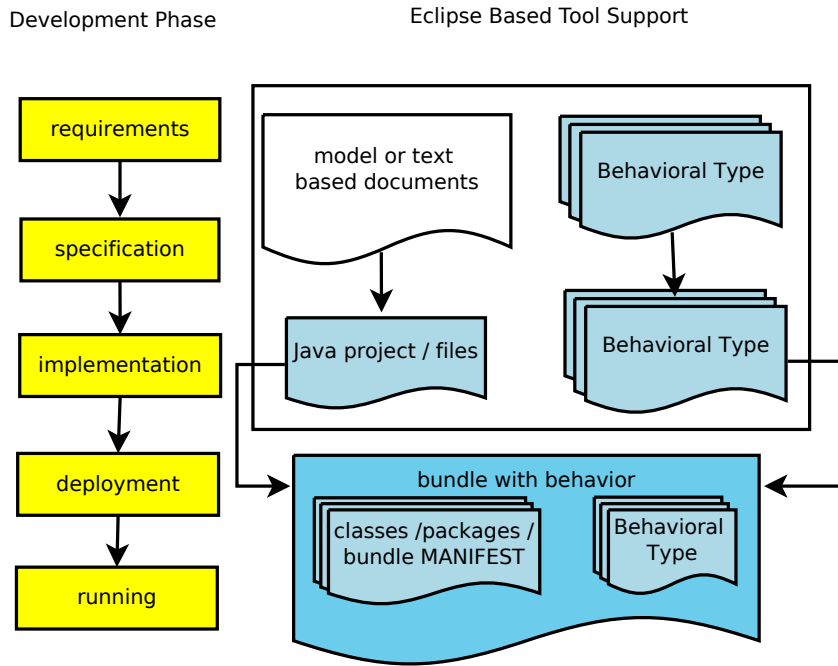 Development Phase
Eclipse Based Tool Support
requirements
specification
implementation
deployment
running
model or text
based documents
Behavioral Type
Java project / files
Behavioral Type
bundle with behavior
classes /packages /
bundle MANIFEST
Behavioral
Type